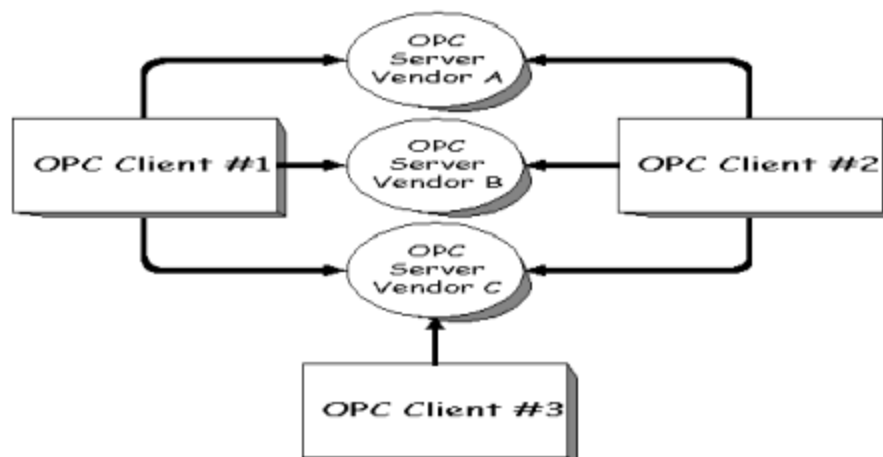 OPC
Server
Vendor A
OPC Client #1
OPC
Server
Vendor B
OPC Client #2
OPC
Server
Vendor C
OPC Client #3